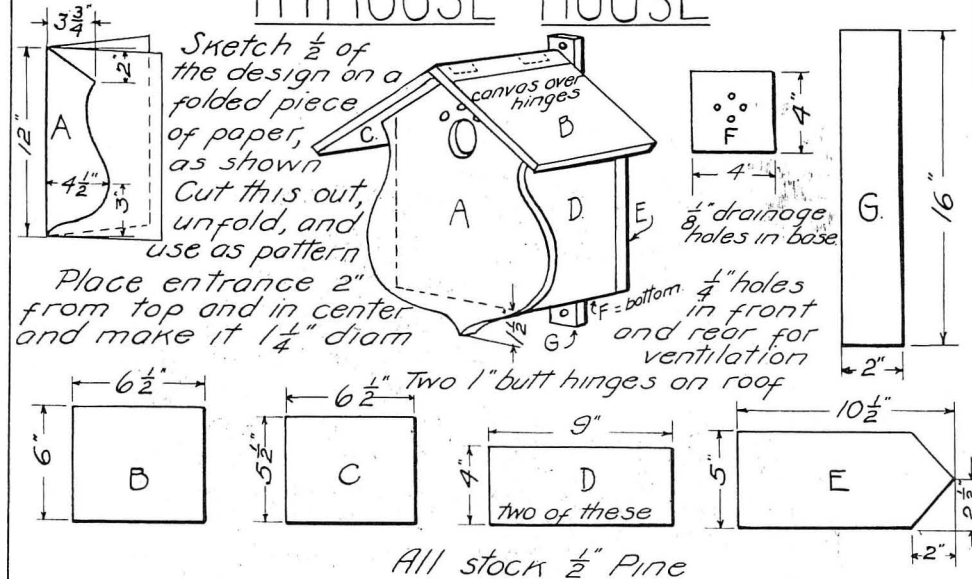 HOUSE
3 3/4"
2"
12"
A
4 1/2"
3"
Sketch 1/2 of
the design on a
folded piece
of paper,
as shown
Cut this out,
unfold, and
use as pattern
Place entrance 2"
from top and in center
and make it 1 1/4" diam
canvas over
hinges
C.
B
A
D.
E
F = bottom.
G
1 1/2"
F
4"
4"
1/8" drainage
holes in base.
1/4" holes
in front
and rear for
ventilation
Two 1" butt hinges on roof
G.
16"
2"
6 1/2"
6"
B
6 1/2"
5 1/2"
C
9"
4"
D
two of these
10 1/2"
5"
E
2 1/2"
2"
All stock 1/2" Pine